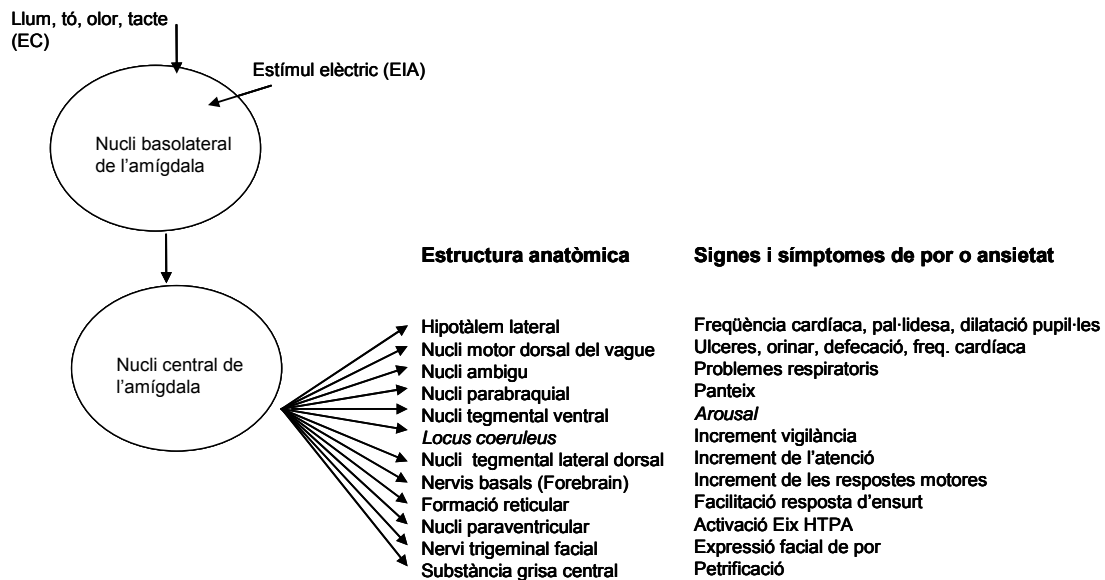 Llum, tó, olor, tacte
(EC)
Estímul elèctric (EIA)
Nucli basolateral
de l'amígdala
Nucli central de
l'amígdala
Estructura anatòmica
Signes i símptomes de por o ansietat
Hipotàlem lateral
Freqüència cardíaca, pal·lidesa, dilatació pupil·les
Nucli motor dorsal del vague
Ulceres, orinar, defecació, freq. cardíaca
Nucli ambigu
Problemes respiratoris
Nucli parabraquial
Panteix
Nucli tegmental ventral
Arousal
Locus coeruleus
Increment vigilància
Nucli tegmental lateral dorsal
Increment de l'atenció
Nervis basals (Forebrain)
Increment de les respostes motores
Formació reticular
Facilitació resposta d'ensurt
Nucli paraventricular
Activació Eix HTPA
Nervi trigeminal facial
Expressió facial de por
Substància grisa central
Petrificació